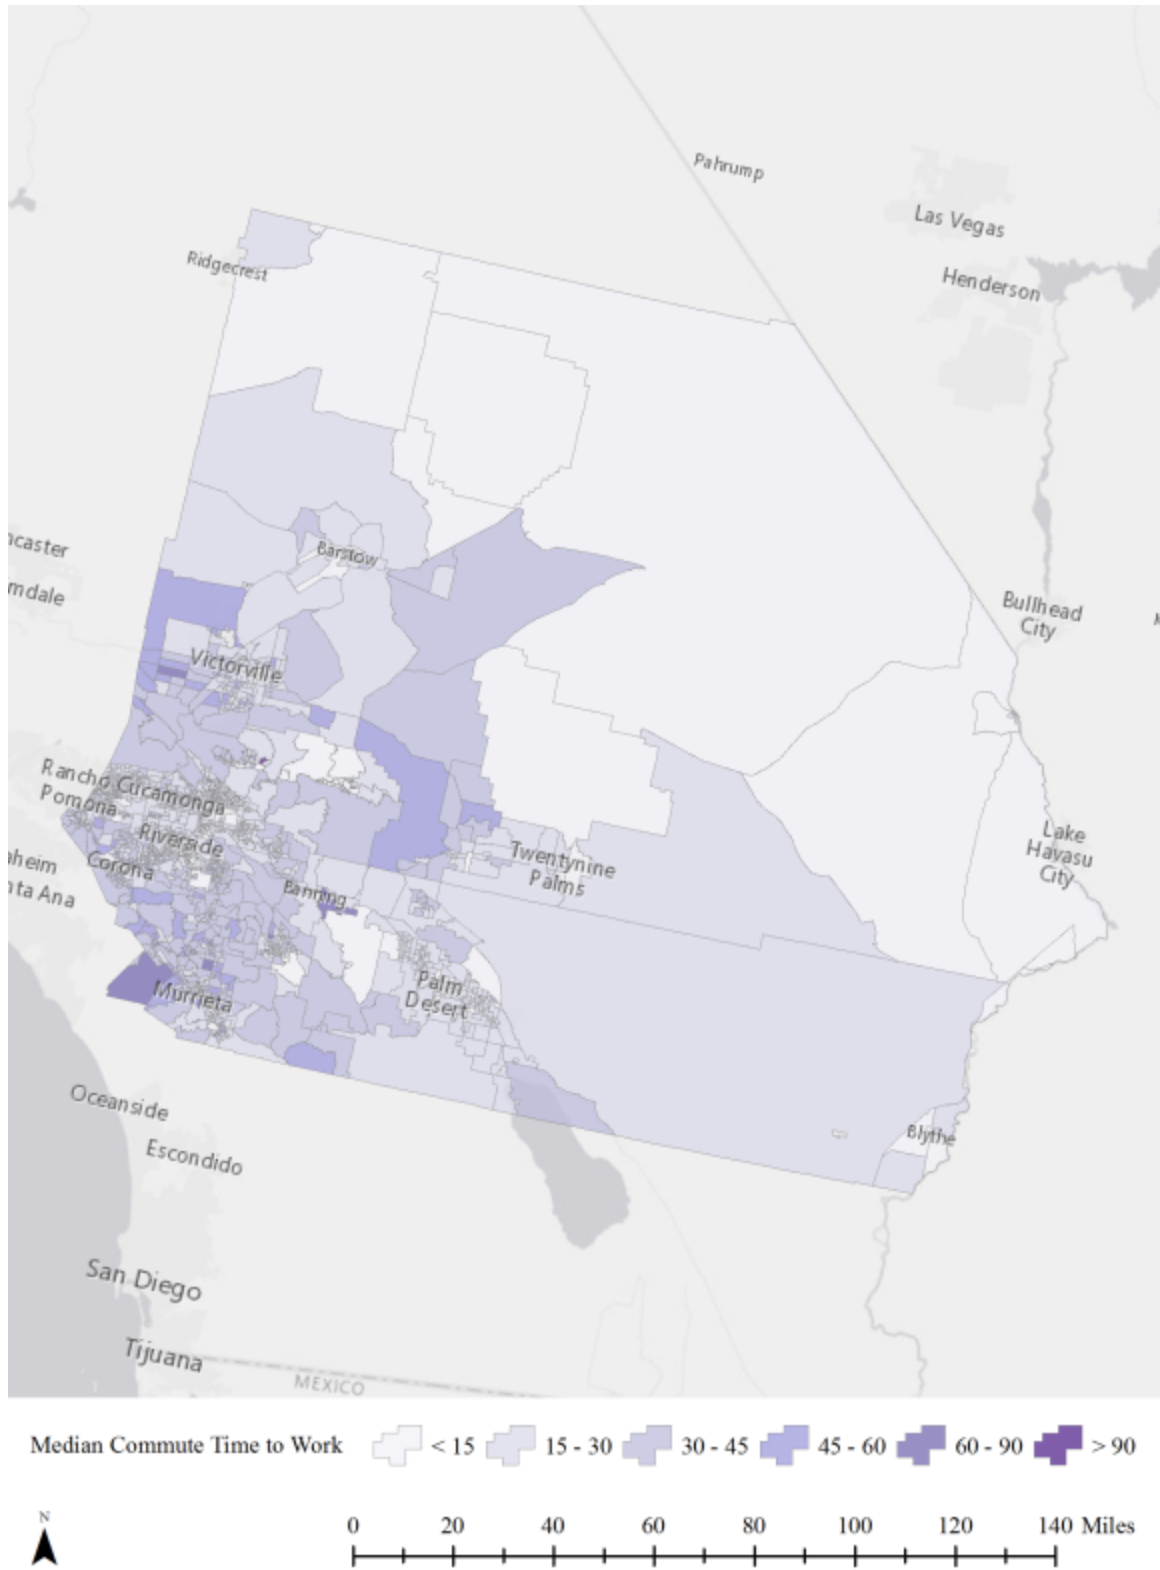 Pahrump
Las Vegas
Ridgecrest
Henderson
ncaster
Barstow
mdale
Bullhead
City
Victorville
Rancho Cucamonga
Pomona
Riverside
Lake
Havasu
City
aheim
Corona
Twentynine
Palms
nta Ana
Banning
Palm
Desert
Murrieta
Oceanside
Blythe
Escondido
San Diego
Tijuana
MEXICO
Median Commute Time to Work < 15 15 - 30 30 - 45 45 - 60 60 - 90 > 90
N
0 20 40 60 80 100 120 140 Miles